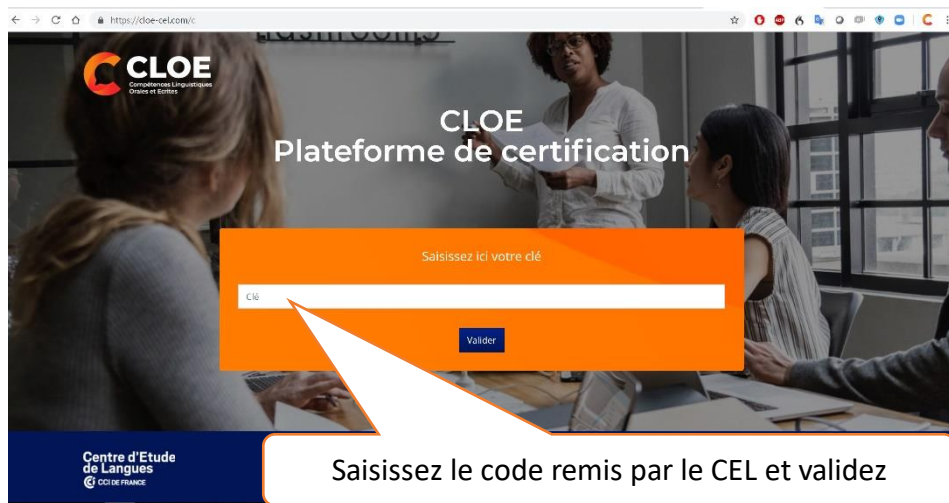 https://cloe-cel.com/c
CLOE
Compétences Linguistiques
Orales et Ecrites
CLOE
Plateforme de certification
Saisissez ici votre clé
Clé
Valider
Centre d'Etude
de Langues
CCI DE FRANCE
Saisissez le code remis par le CEL et validez